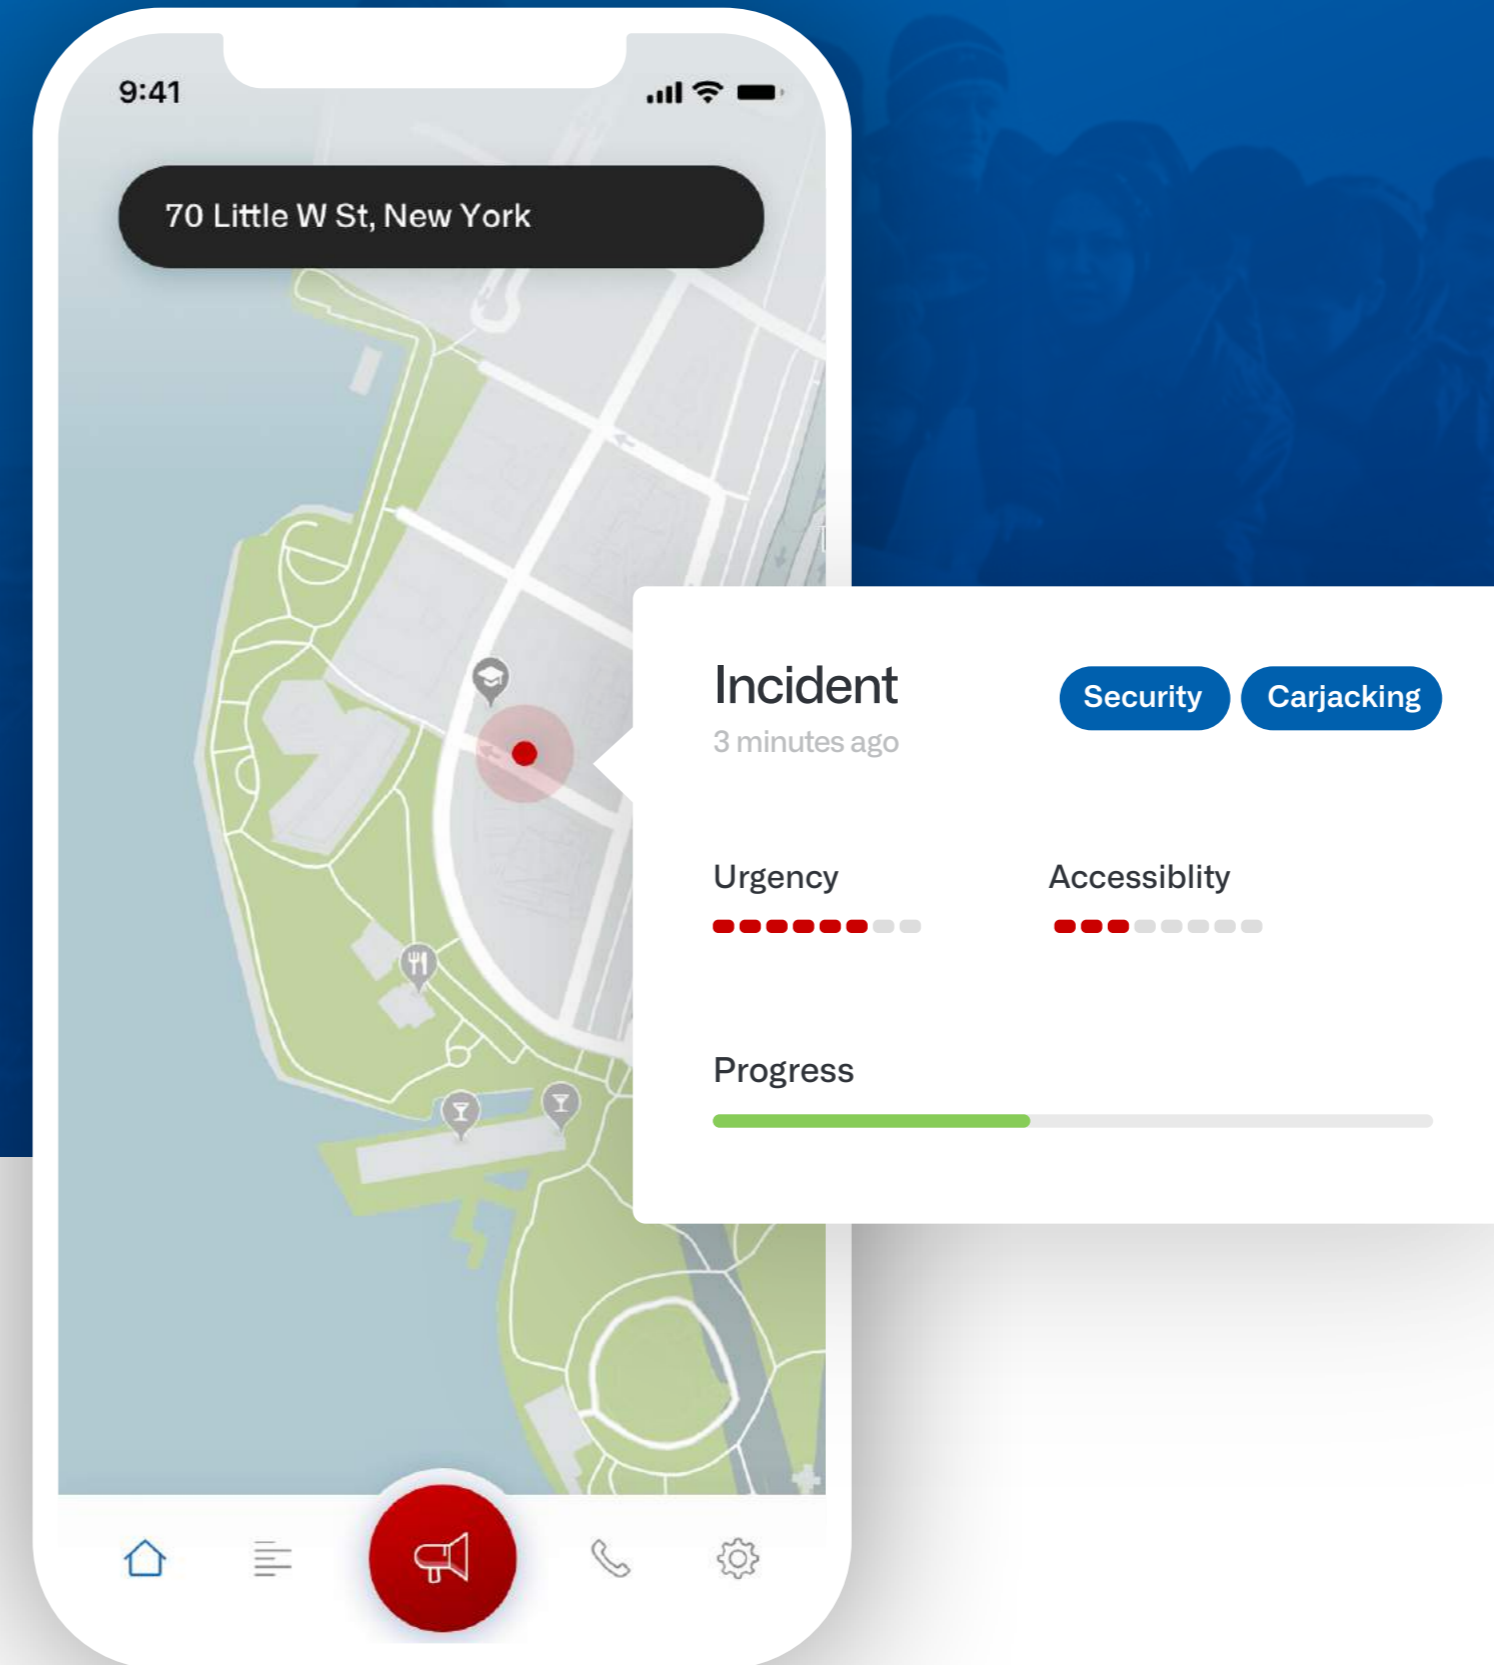 9:41
70 Little W St, New York
Incident
Security
Carjacking
3 minutes ago
Urgency
Accessiblity
Progress